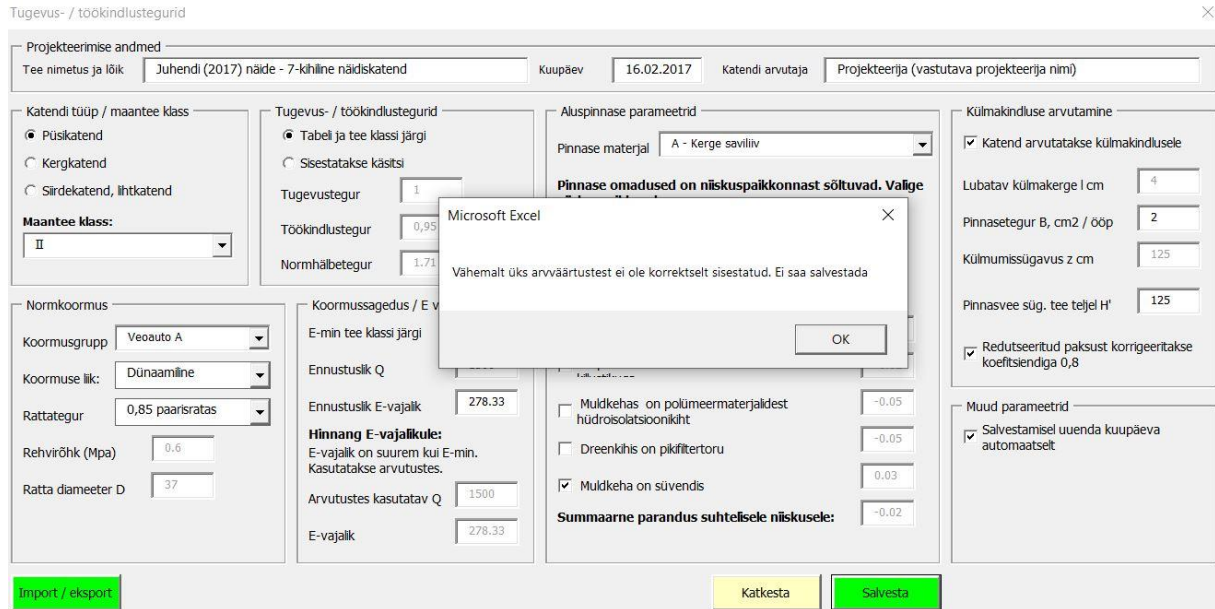 Tugevus- / töökindlustegurid
Projekteerimise andmed
Tee nimetus ja lõik
Juhendi (2017) näide - 7-kihiline näidiskatend
Kuupäev
16.02.2017
Katendi arvutaja
Projekteerija (vastutava projekteerija nimi)
Katendi tüüp / maantee klass
Püsikatend
Kergkatend
Siirdekatend, lihtkatend
Maantee klass:
II
Tugevus- / töökindlustegurid
Tabeli ja tee klassi järgi
Sisestatakse käsitsi
Tugevustegur
1
Töökindlustegur
0,95
Normhälbetegur
1.71
Aluspinnase parameetrid
Pinnase materjal
A - Kerge saviliiv
Pinnase omadused on niiskuspaikkonnast sõltuvad. Valige
Külmakindluse arvutamine
Katend arvutatakse külmakindlusele
Lubatav külmakerge l cm
4
Pinnasetegur B, cm2 / ööp
2
Külmumissügavus z cm
125
Pinnasvee süg. tee teljel H'
125
Redutseeritud paksust korrigeeritakse
koefitsiendiga 0,8
Microsoft Excel
Vähemalt üks arvväärtustest ei ole korrektselt sisestatud. Ei saa salvestada
OK
Normkoormus
Koormusgrupp
Veoauto A
Koormuse liik:
Dünaamiline
Rattategur
0,85 paarisratas
Rehvirõhk (Mpa)
0.6
Ratta diameeter D
37
Koormussagedus / E v
E-min tee klassi järgi
Ennustuslik Q
Ennustuslik E-vajalik
278.33
Hinnang E-vajalikule:
E-vajalik on suurem kui E-min.
Kasutatakse arvutustes.
Arvutustes kasutatav Q
1500
E-vajalik
278.33
Muldkehas on polümeermaterjalidest
hüdroisolatsioonikiht
-0.05
Dreenkihis on pikifiltertoru
-0.05
Muldkeha on süvendis
0.03
Summaarne parandus suhtelisele niiskusele:
-0.02
Muud parameetrid
Salvestamisel uuenda kuupäeva
automaatselt
Import / eksport
Katkesta
Salvesta